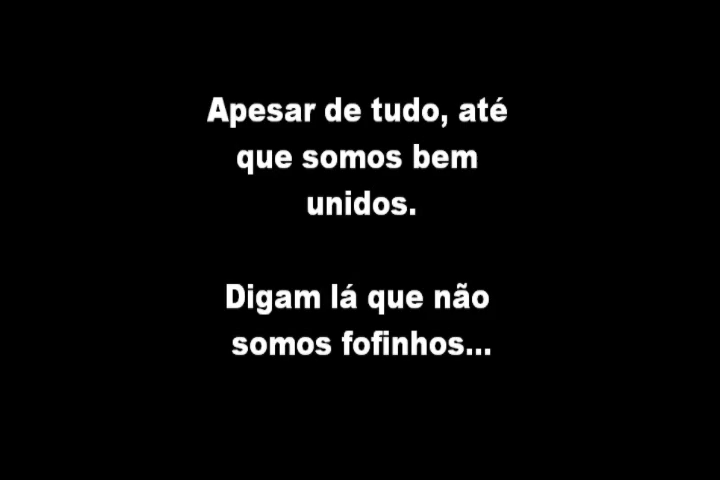 Apesar de tudo, até
que somos bem
unidos.
Digam lá que não
somos fofinhos...